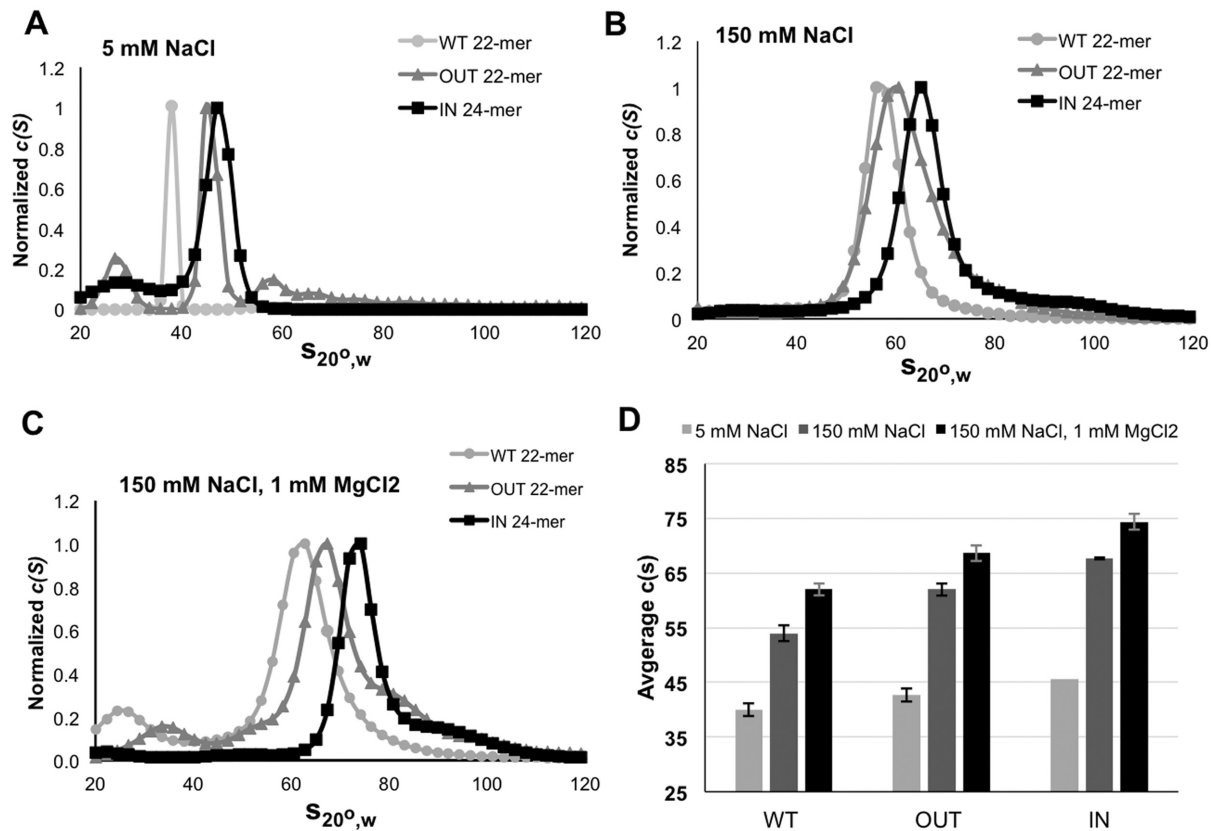 A
5 mM NaCl
WT 22-mer
OUT 22-mer
IN 24-mer
Normalized c(S)
1.2
1
0.8
0.6
0.4
0.2
0
20 40 60 80 100 120
S20o,w
B
150 mM NaCl
WT 22-mer
OUT 22-mer
IN 24-mer
Normalized c(S)
1.2
1
0.8
0.6
0.4
0.2
0
20 40 60 80 100 120
S20o,w
C
150 mM NaCl, 1 mM MgCl2
WT 22-mer
OUT 22-mer
IN 24-mer
Normalized c(S)
1.2
1.0
0.8
0.6
0.4
0.2
0.0
20 40 60 80 100 120
S20o,w
D
5 mM NaCl 150 mM NaCl 150 mM NaCl, 1 mM MgCl2
Avgerage c(s)
85
75
65
55
45
35
25
WT OUT IN